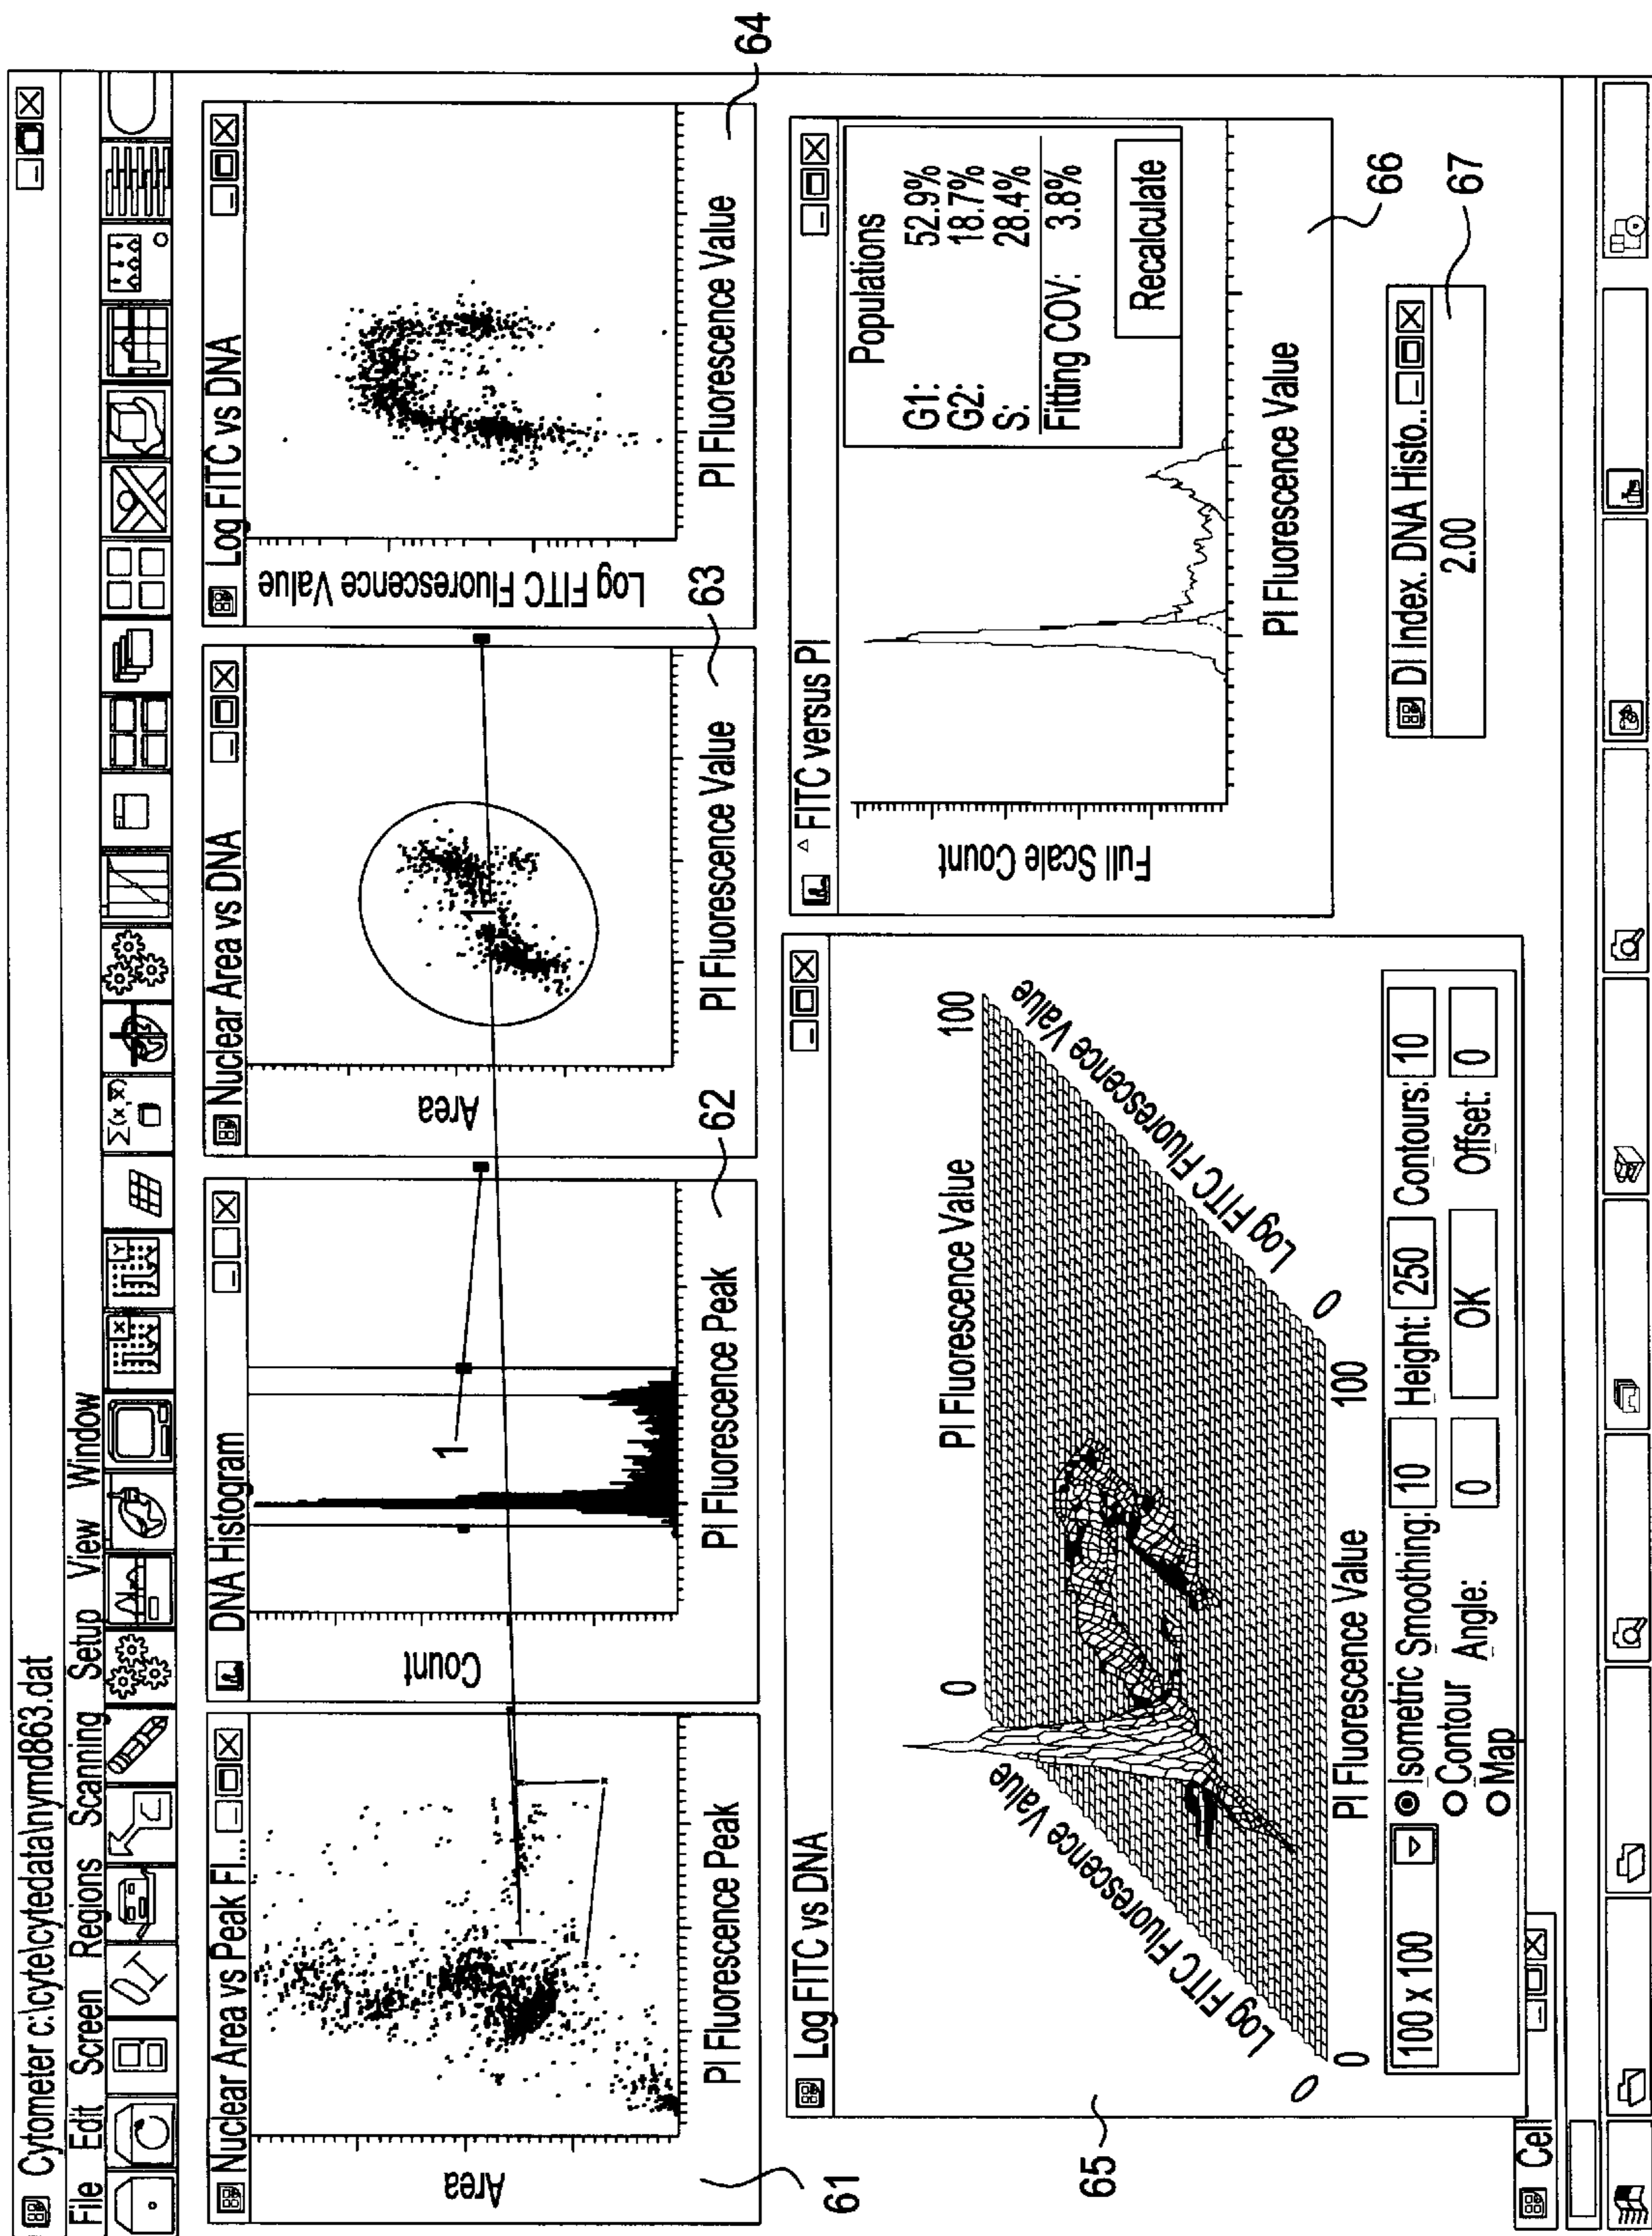 Cytometer c:\cyte\cytedata\nymd863.dat
File Edit Screen Regions Scanning Setup View Window
Σ(x,x̄)
X
Y
Nuclear Area vs Peak Fl...
Area
1
PI Fluorescence Peak
61
DNA Histogram
Count
1
PI Fluorescence Peak
62
Nuclear Area vs DNA
Area
1
PI Fluorescence Value
63
Log FITC vs DNA
Log FITC Fluorescence Value
PI Fluorescence Value
64
Log FITC vs DNA
PI Fluorescence Value
0
100
Log FITC Fluorescence Value
Log FITC Fluorescence Value
0
0
100
0
PI Fluorescence Value
100 x 100
Isometric Smoothing: 10 Height: 250 Contours: 10
Contour Angle: 0 OK Offset: 0
Map
65
FITC versus PI
Full Scale Count
Populations
G1: 52.9%
G2: 18.7%
S: 28.4%
Fitting COV: 3.8%
Recalculate
PI Fluorescence Value
66
DI Index. DNA Histo..
2.00
67
Cel